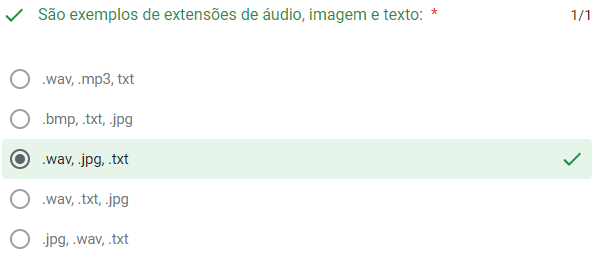 São exemplos de extensões de áudio, imagem e texto: * 1/1
.wav, .mp3, txt
.bmp, .txt, .jpg
.wav, .jpg, .txt
.wav, .txt, .jpg
.jpg, .wav, .txt